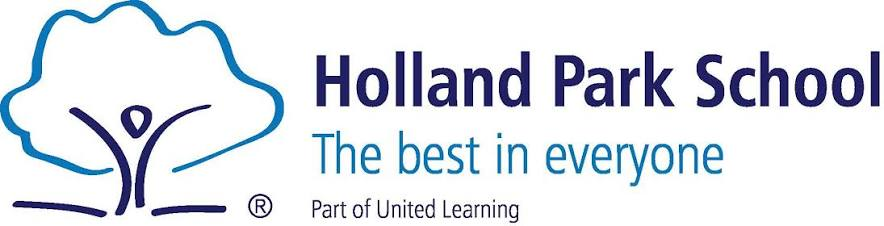 Holland Park School
The best in everyone
®
Part of United Learning